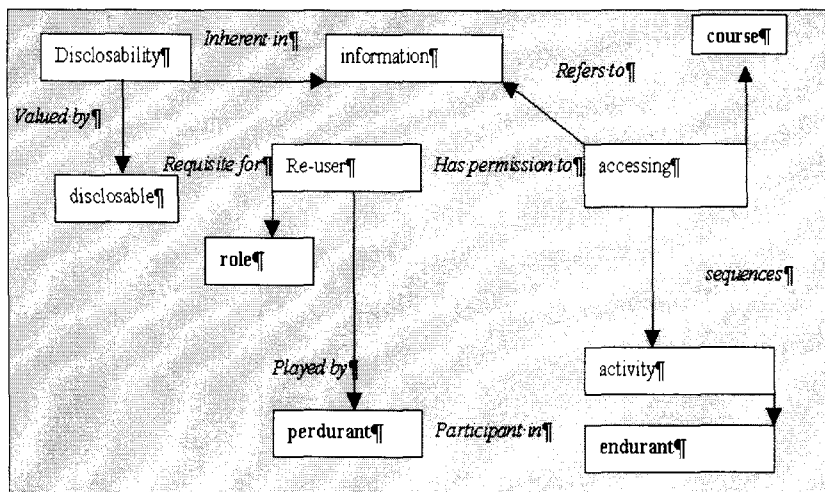 course¶
Disclosability¶
Inherent·in¶
information¶
Refers·to¶
Valued·by¶
Requisite for¶
Re-user¶
Has permission·to¶
accessing¶
disclosable¶
role¶
sequences¶
Played by¶
activity¶
perdurant¶
Participant·in¶
endurant¶